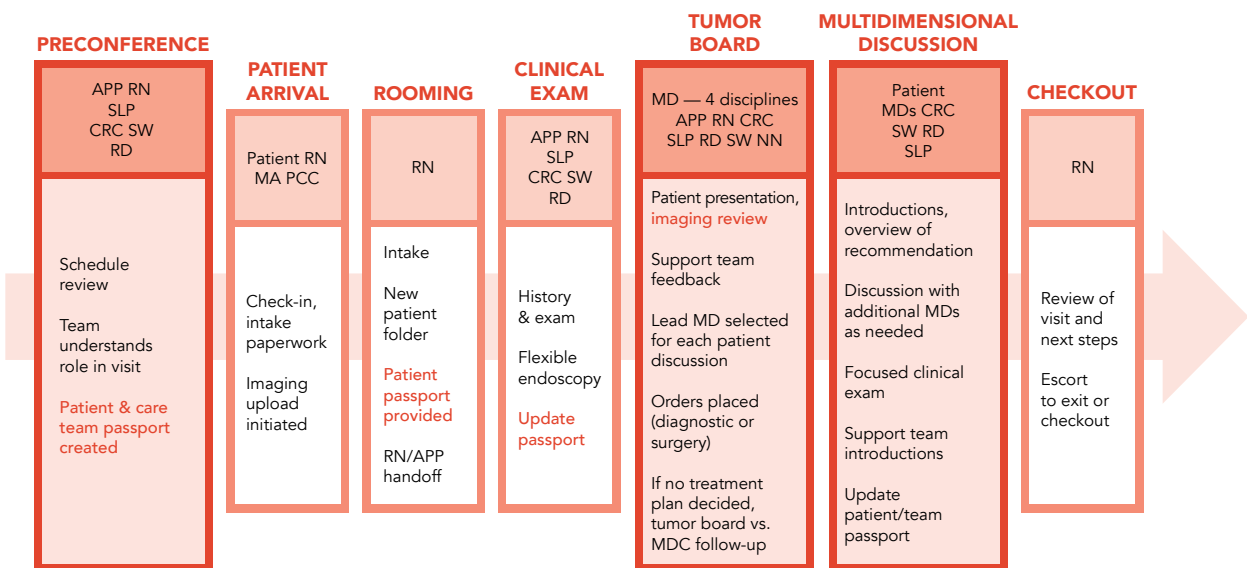 PRECONFERENCE
APP RN
SLP
CRC SW
RD
Schedule
review
Team
understands
role in visit
Patient & care
team passport
created
PATIENT
ARRIVAL
Patient RN
MA PCC
Check-in,
intake
paperwork
Imaging
upload
initiated
ROOMING
RN
Intake
New
patient
folder
Patient
passport
provided
RN/APP
handoff
CLINICAL
EXAM
APP RN
SLP
CRC SW
RD
History
& exam
Flexible
endoscopy
Update
passport
TUMOR
BOARD
MD — 4 disciplines
APP RN CRC
SLP RD SW NN
Patient presentation,
imaging review
Support team
feedback
Lead MD selected
for each patient
discussion
Orders placed
(diagnostic or
surgery)
If no treatment
plan decided,
tumor board vs.
MDC follow-up
MULTIDIMENSIONAL
DISCUSSION
Patient
MDs CRC
SW RD
SLP
Introductions,
overview of
recommendation
Discussion with
additional MDs
as needed
Focused clinical
exam
Support team
introductions
Update
patient/team
passport
CHECKOUT
RN
Review of
visit and
next steps
Escort
to exit or
checkout